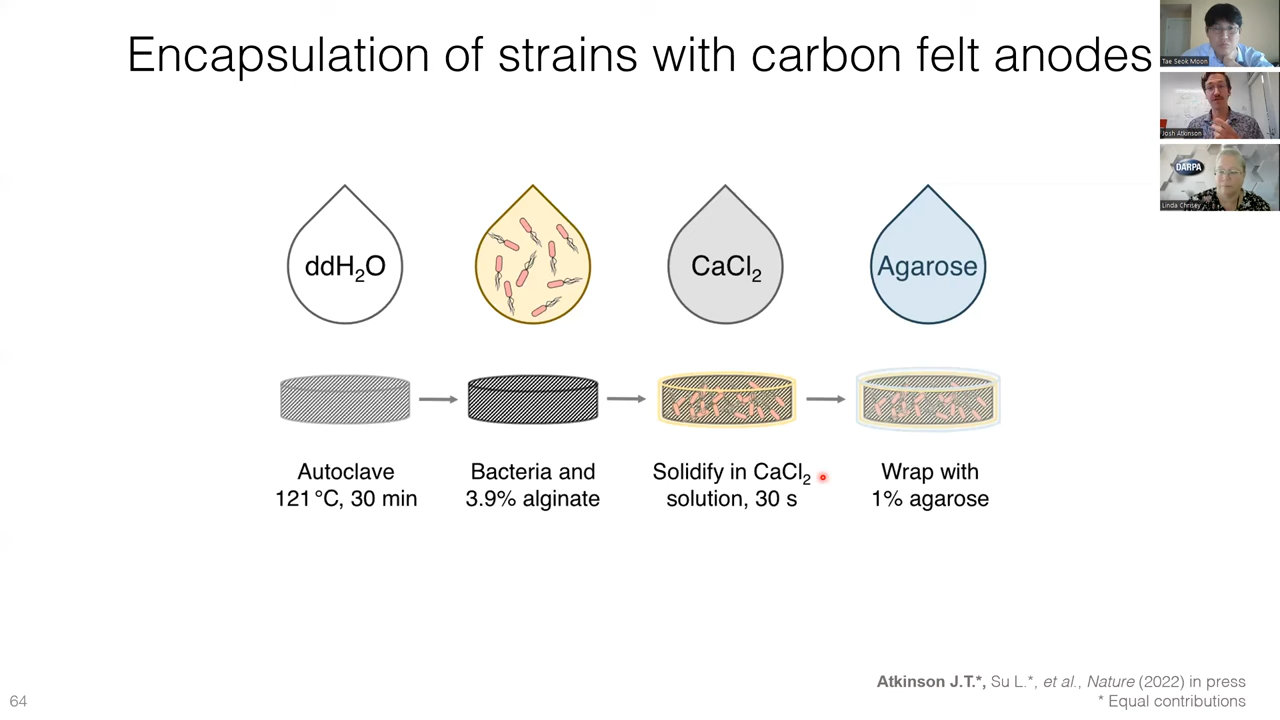 Encapsulation of strains with carbon felt anodes
Tae Seok Moon
Josh Atkinson
DARPA
Linda Chrisey
ddH₂O
CaCl₂
Agarose
Autoclave
121 °C, 30 min
Bacteria and
3.9% alginate
Solidify in CaCl₂
solution, 30 s
Wrap with
1% agarose
Atkinson J.T.*, Su L.*, et al., Nature (2022) in press
* Equal contributions
64